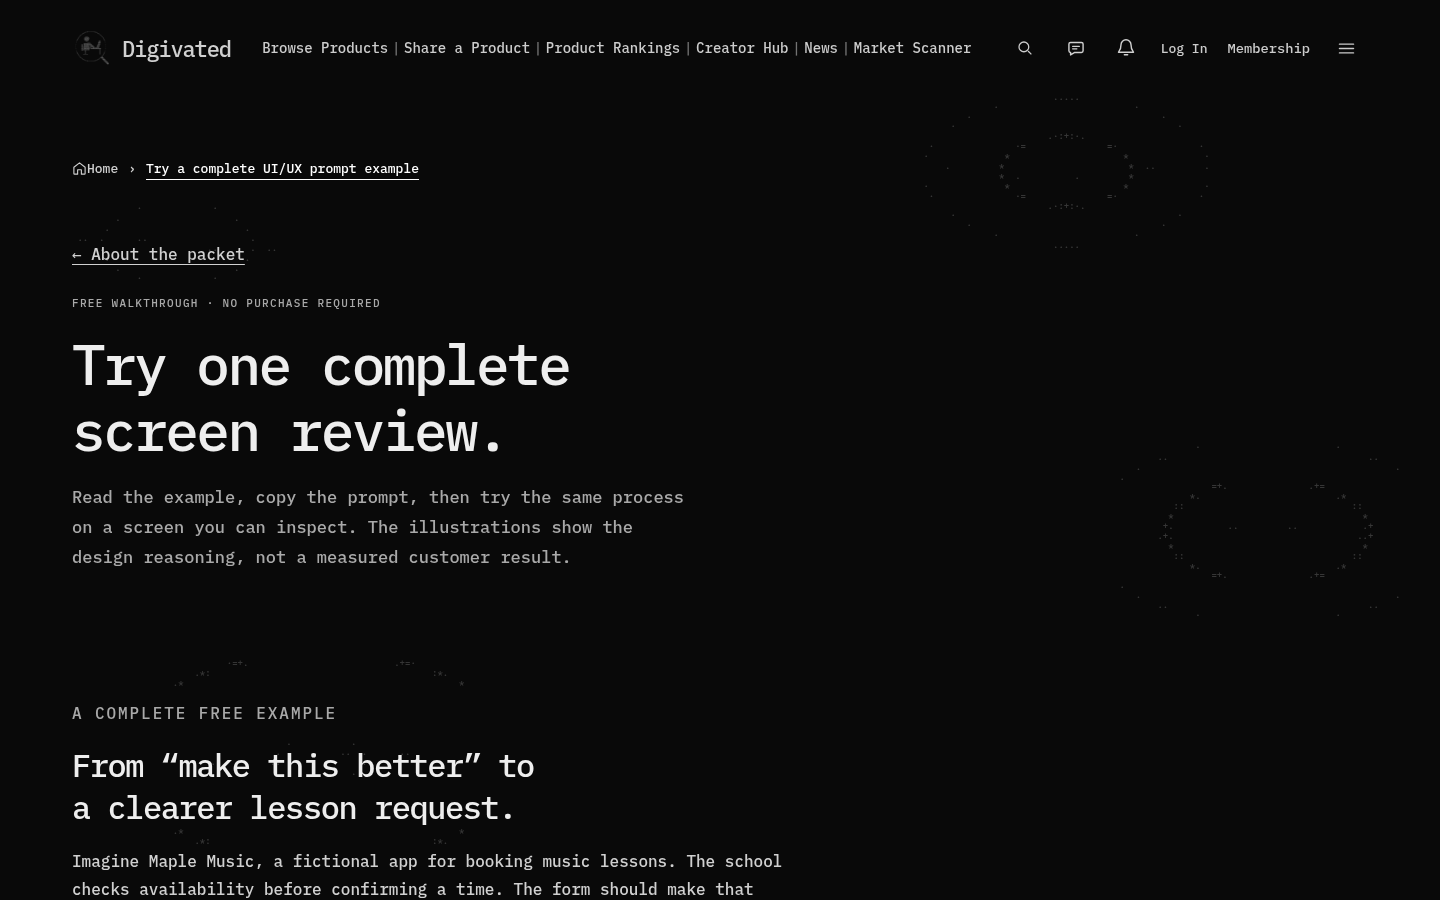 Digivated
Browse Products | Share a Product | Product Rankings | Creator Hub | News | Market Scanner
Log In
Membership
Home › Try a complete UI/UX prompt example
← About the packet
FREE WALKTHROUGH · NO PURCHASE REQUIRED
Try one complete
screen review.
Read the example, copy the prompt, then try the same process
on a screen you can inspect. The illustrations show the
design reasoning, not a measured customer result.
A COMPLETE FREE EXAMPLE
From “make this better” to
a clearer lesson request.
Imagine Maple Music, a fictional app for booking music lessons. The school
checks availability before confirming a time. The form should make that